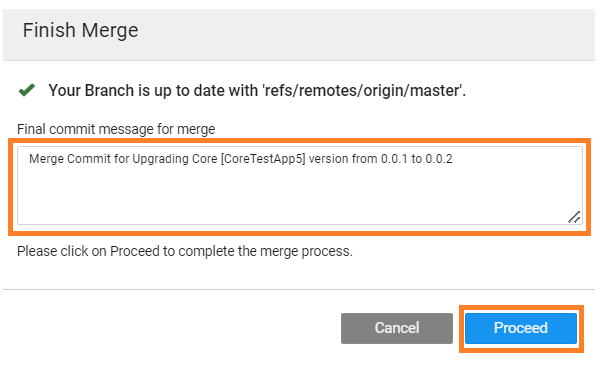 Finish Merge
Your Branch is up to date with 'refs/remotes/origin/master'.
Final commit message for merge
Merge Commit for Upgrading Core [CoreTestApp5] version from 0.0.1 to 0.0.2
Please click on Proceed to complete the merge process.
Cancel Proceed